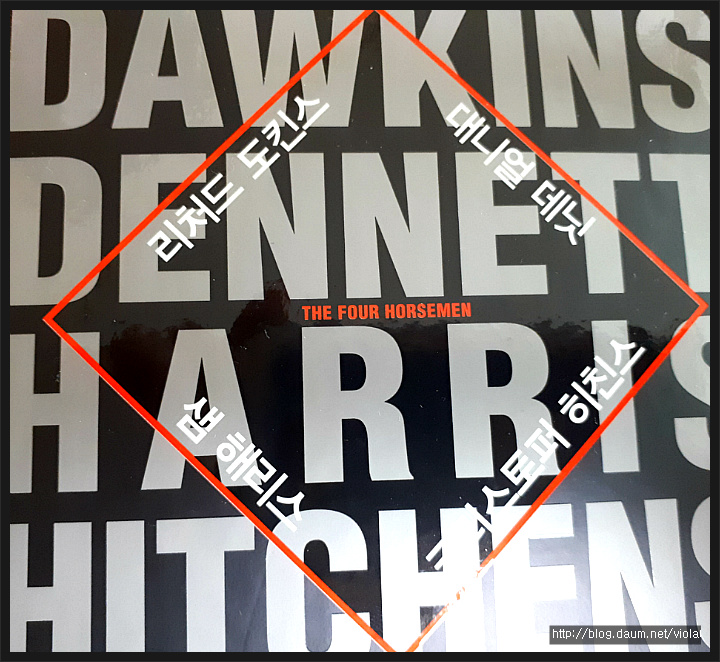 DAWKINS
리처드 도킨스
대니얼 데닛
DENNETT
THE FOUR HORSEMEN
HARRIS
샘 해리스
크리스토퍼 히친스
HITCHENS
http://blog.daum.net/viola